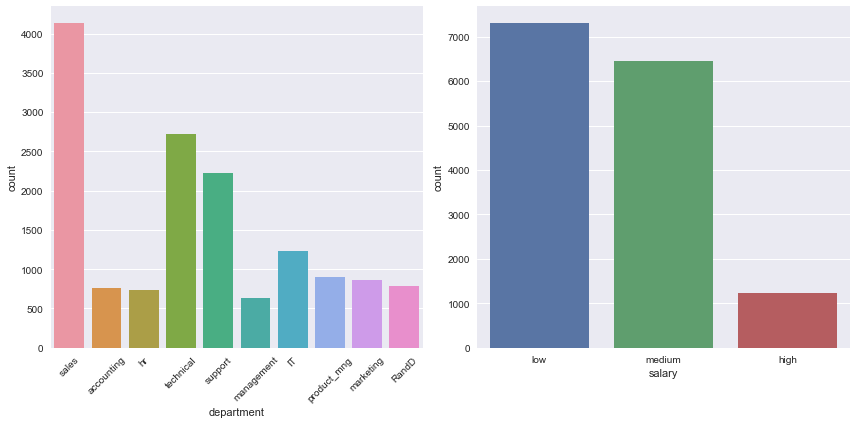 4000
3500
3000
2500
2000
1500
1000
500
0
count
sales
accounting
hr
technical
support
management
IT
product_mng
marketing
RandD
department
7000
6000
5000
4000
3000
2000
1000
0
count
low
medium
high
salary